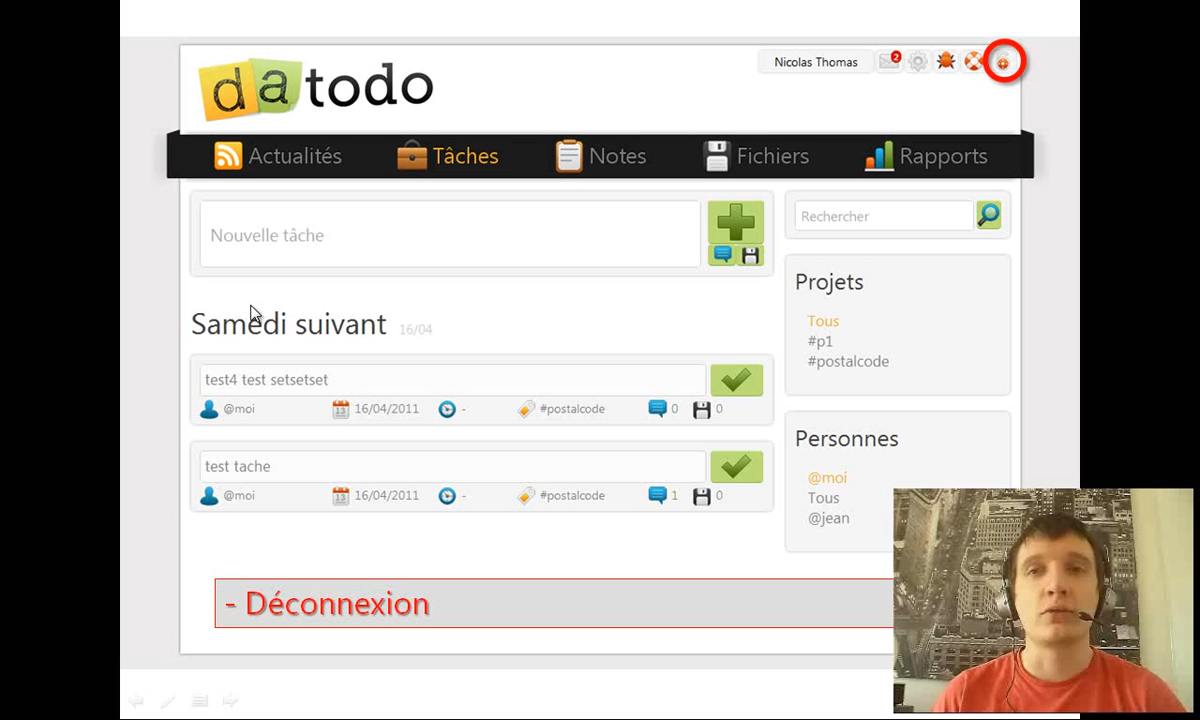 datodo
Nicolas Thomas 2
Actualités Tâches Notes Fichiers Rapports
Nouvelle tâche
Rechercher
Samedi suivant 16/04
test4 test setsetset
@moi 13 16/04/2011 - #postalcode 0 0
test tache
@moi 13 16/04/2011 - #postalcode 1 0
Projets
Tous
#p1
#postalcode
Personnes
@moi
Tous
@jean
- Déconnexion